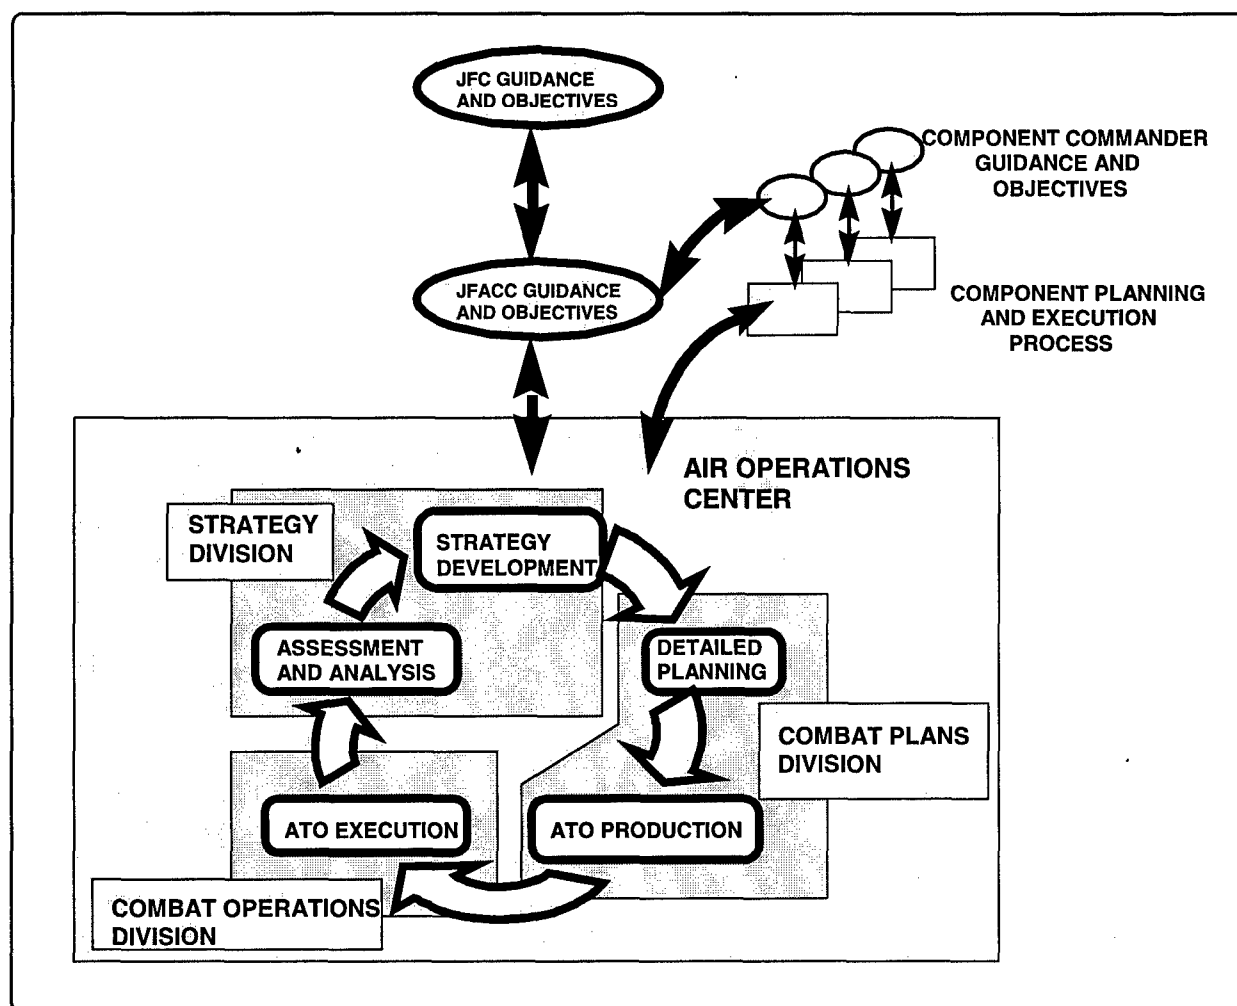 JFC GUIDANCE
AND OBJECTIVES
COMPONENT COMMANDER
GUIDANCE AND
OBJECTIVES
JFACC GUIDANCE
AND OBJECTIVES
COMPONENT PLANNING
AND EXECUTION
PROCESS
AIR OPERATIONS
CENTER
STRATEGY
DIVISION
STRATEGY
DEVELOPMENT
ASSESSMENT
AND ANALYSIS
DETAILED
PLANNING
COMBAT PLANS
DIVISION
ATO EXECUTION
ATO PRODUCTION
COMBAT OPERATIONS
DIVISION